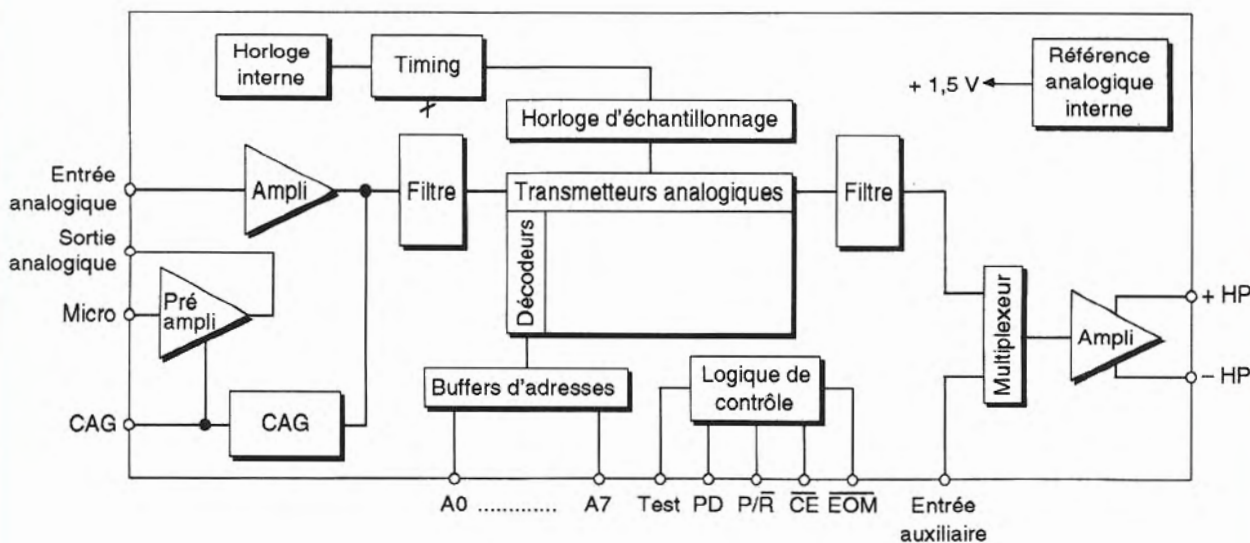 Horloge
interne
Timing
+ 1,5 V
Référence
analogique
interne
Horloge d'échantillonnage
Entrée
analogique
Ampli
Filtre
Transmetteurs analogiques
Filtre
Décodeurs
Sortie
analogique
Micro
Pré
ampli
Multiplexeur
Ampli
+ HP
− HP
Buffers d'adresses
Logique de
contrôle
CAG
CAG
A0 ............. A7 Test PD P/R̅ C̅E̅ E̅O̅M̅ Entrée
auxiliaire